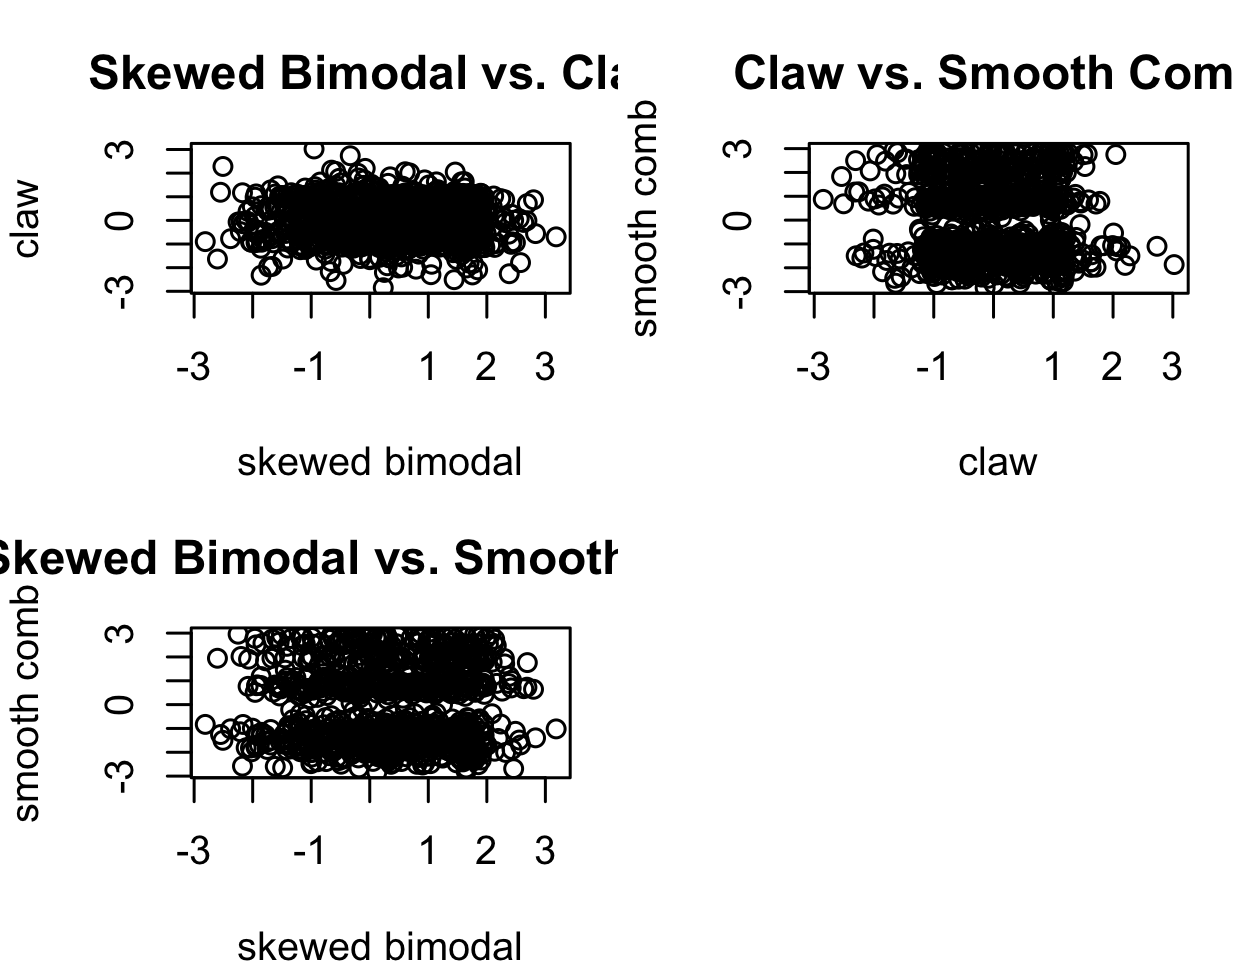 Skewed Bimodal vs. Cla
claw
3
0
-3
-3 -1 1 2 3
skewed bimodal
Claw vs. Smooth Com
smooth comb
3
0
-3
-3 -1 1 2 3
claw
Skewed Bimodal vs. Smooth
smooth comb
3
0
-3
-3 -1 1 2 3
skewed bimodal